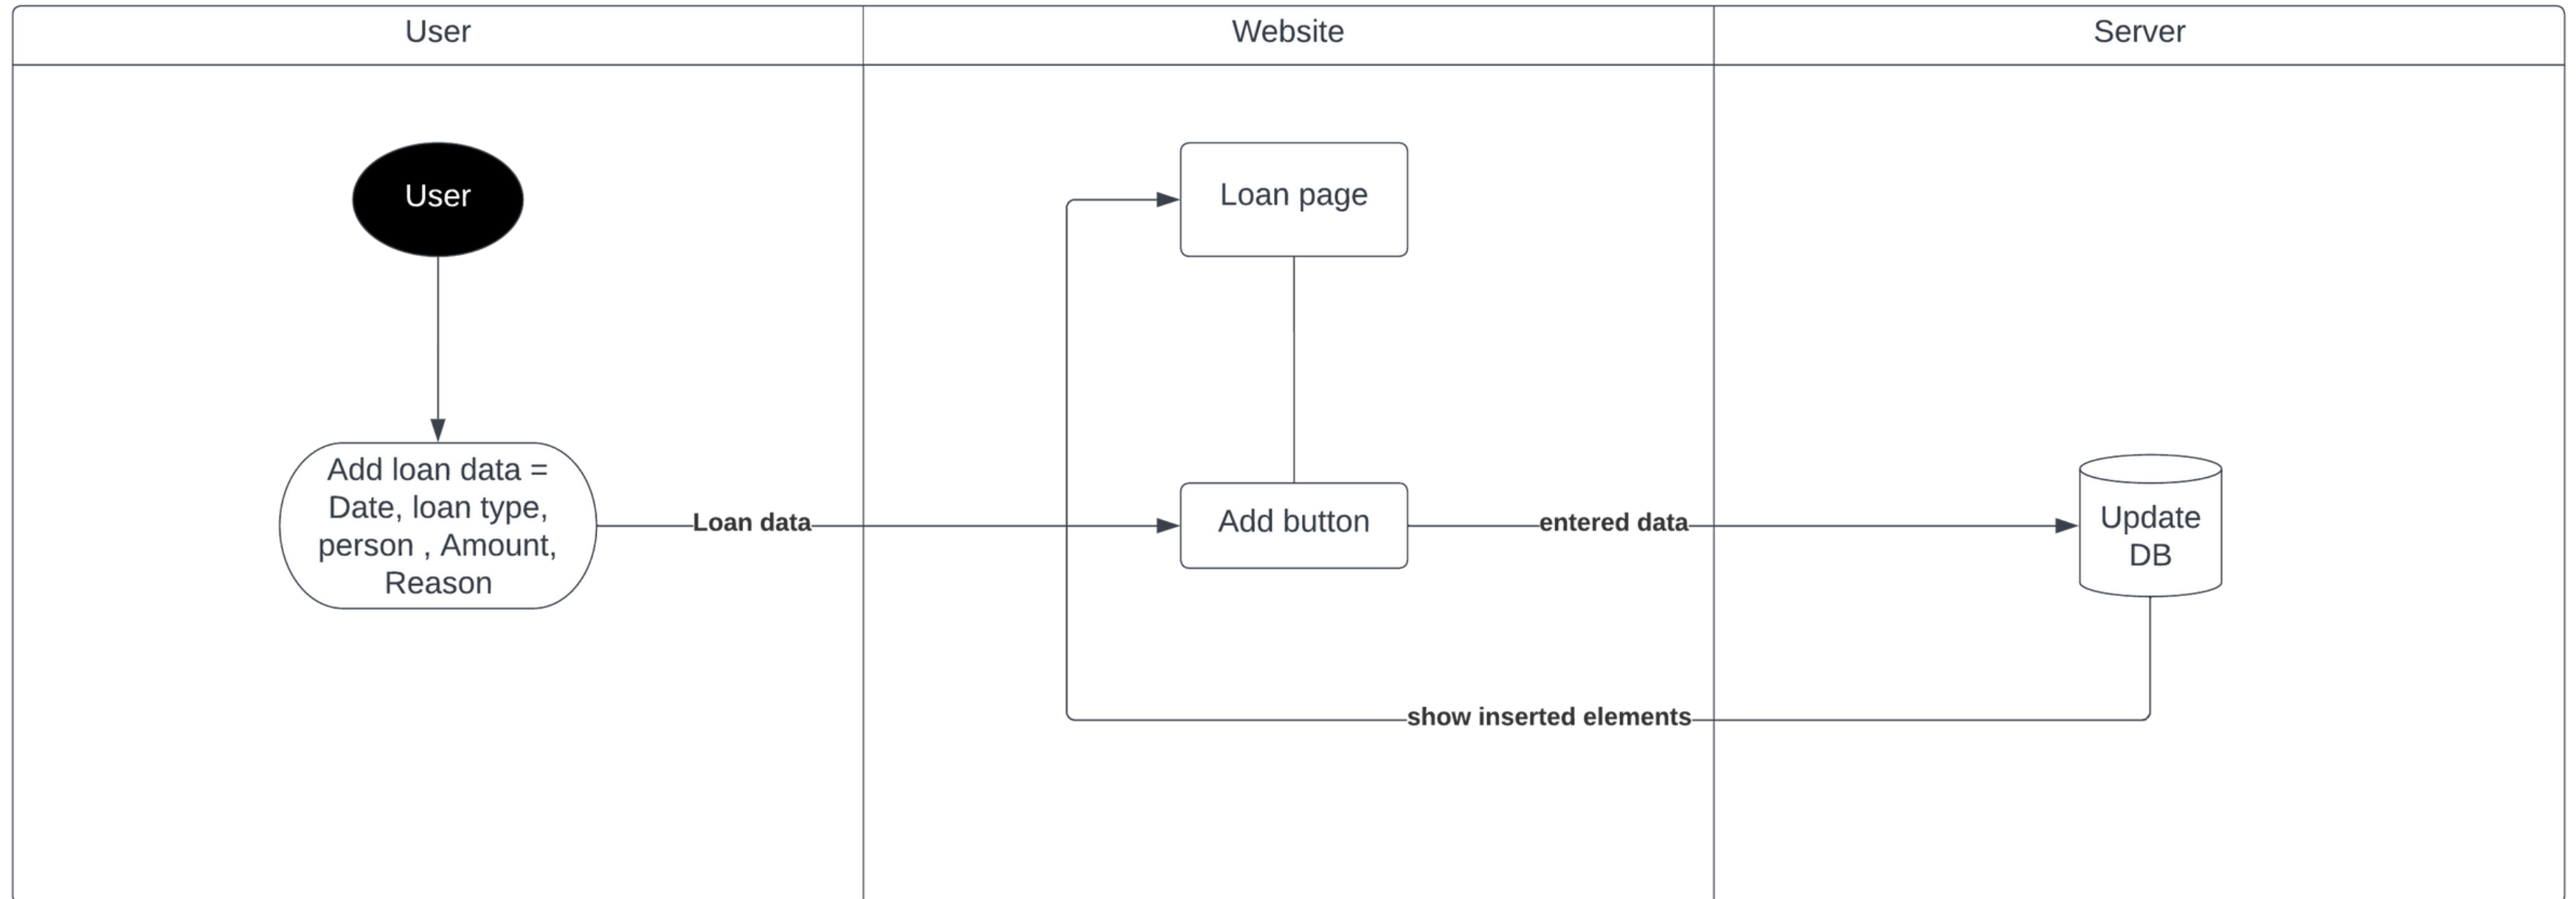 User
Website
Server
User
Loan page
Add loan data =
Date, loan type,
person , Amount,
Reason
Loan data
Add button
entered data
Update
DB
show inserted elements